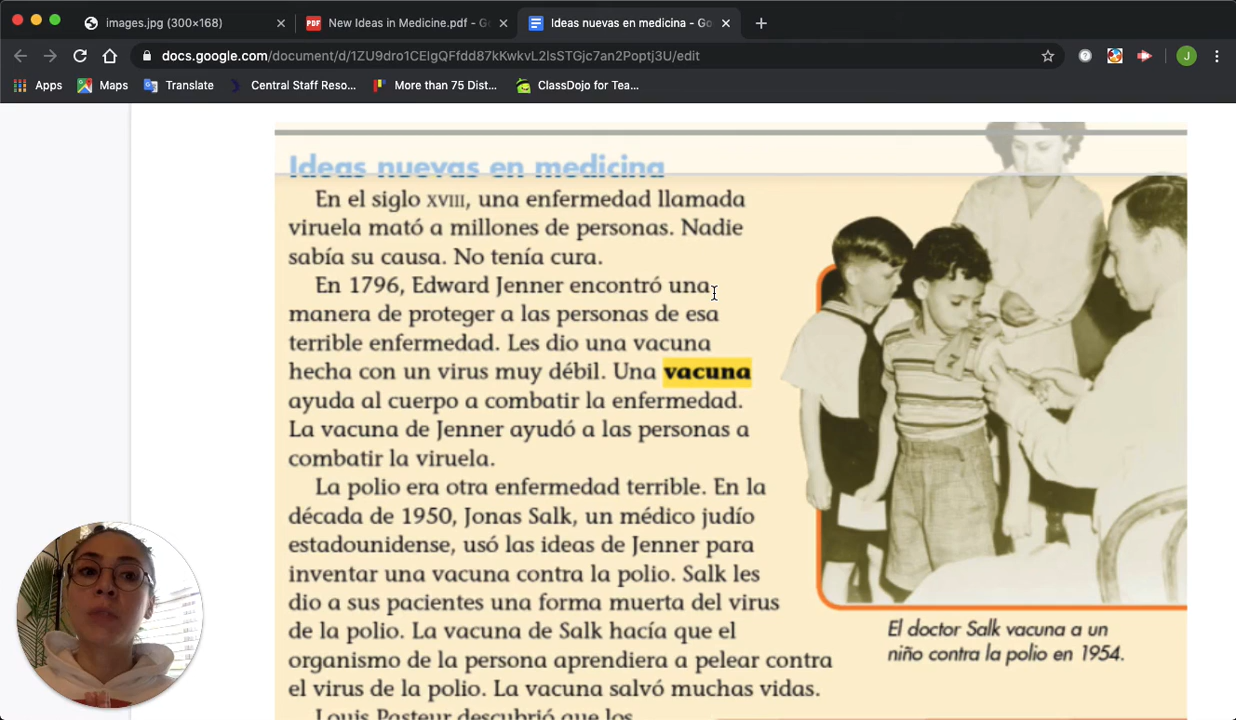 images.jpg (300×168)
New Ideas in Medicine.pdf - Go
Ideas nuevas en medicina - Go
docs.google.com/document/d/1ZU9dro1CElgQFfdd87kKwkvL2lsSTGjc7an2Poptj3U/edit
J
Apps
Maps
Translate
Central Staff Reso...
More than 75 Dist...
ClassDojo for Tea...
Ideas nuevas en medicina
En el siglo XVIII, una enfermedad llamada
viruela mató a millones de personas. Nadie
sabía su causa. No tenía cura.
En 1796, Edward Jenner encontró una
manera de proteger a las personas de esa
terrible enfermedad. Les dio una vacuna
hecha con un virus muy débil. Una vacuna
ayuda al cuerpo a combatir la enfermedad.
La vacuna de Jenner ayudó a las personas a
combatir la viruela.
La polio era otra enfermedad terrible. En la
década de 1950, Jonas Salk, un médico judío
estadounidense, usó las ideas de Jenner para
inventar una vacuna contra la polio. Salk les
dio a sus pacientes una forma muerta del virus
de la polio. La vacuna de Salk hacía que el
organismo de la persona aprendiera a pelear contra
el virus de la polio. La vacuna salvó muchas vidas.
Louis Pasteur descubrió que los
El doctor Salk vacuna a un
niño contra la polio en 1954.